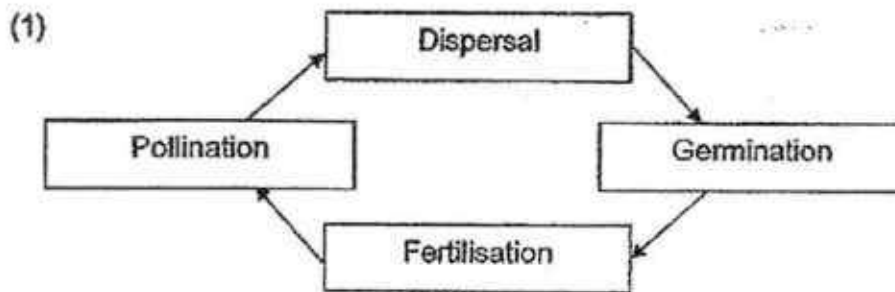 (1)
Dispersal
Pollination
Germination
Fertilisation